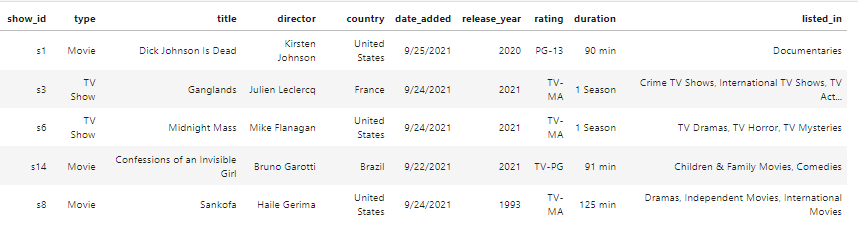 show_id type title director country date_added release_year rating duration listed_in
s1 Movie Dick Johnson Is Dead Kirsten Johnson United States 9/25/2021 2020 PG-13 90 min Documentaries
s3 TV Show Ganglands Julien Leclercq France 9/24/2021 2021 TV-MA 1 Season Crime TV Shows, International TV Shows, TV Act...
s6 TV Show Midnight Mass Mike Flanagan United States 9/24/2021 2021 TV-MA 1 Season TV Dramas, TV Horror, TV Mysteries
s14 Movie Confessions of an Invisible Girl Bruno Garotti Brazil 9/22/2021 2021 TV-PG 91 min Children & Family Movies, Comedies
s8 Movie Sankofa Haile Gerima United States 9/24/2021 1993 TV-MA 125 min Dramas, Independent Movies, International Movies